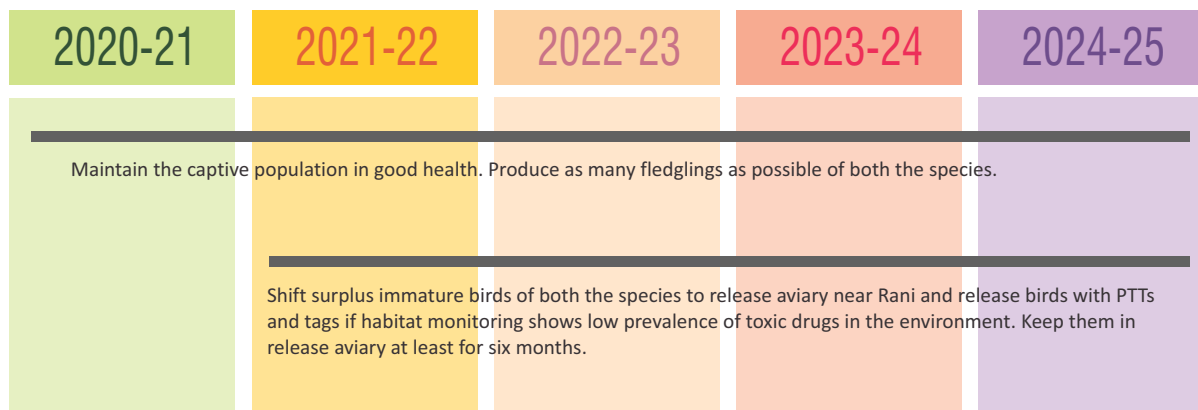 2020-21
2021-22
2022-23
2023-24
2024-25
Maintain the captive population in good health. Produce as many fledglings as possible of both the species.
Shift surplus immature birds of both the species to release aviary near Rani and release birds with PTTs
and tags if habitat monitoring shows low prevalence of toxic drugs in the environment. Keep them in
release aviary at least for six months.